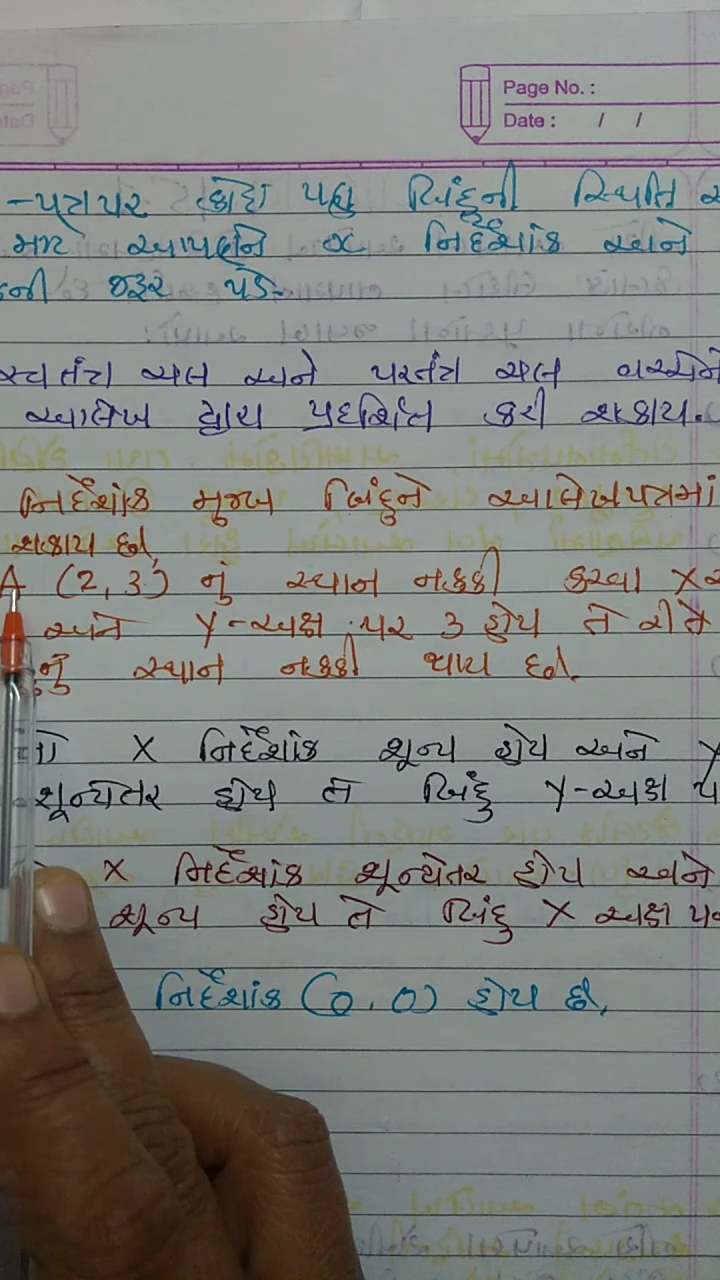 Page No. :
Date : / /
-પત્રપર કોઇ પણ બિંદુની સ્થિતિ
માટે આપણને x નિર્દેશાંક અને
ની જરૂર પડે
સ્વતંત્ર ચલ અને પરતંત્ર ચલ વચ્ચેને
આલેખ દ્વારા પ્રદર્શિત કરી શકાય.
નિર્દેશાંક મુજબ બિંદુને આલેખપત્રમાં
શકાય છે.
A (2, 3) નું સ્થાન નક્કી કરવા X
અને Y-અક્ષ પર 3 હોય તે રીતે
નું સ્થાન નક્કી થાય છે.
X નિર્દેશાંક શૂન્ય હોય અને Y
શૂન્યેતર હોય તે બિંદુ Y-અક્ષ પ
X નિર્દેશાંક શૂન્યેતર હોય અને
શૂન્ય હોય તે બિંદુ X અક્ષ પર
નિર્દેશાંક (0, 0) હોય છે.